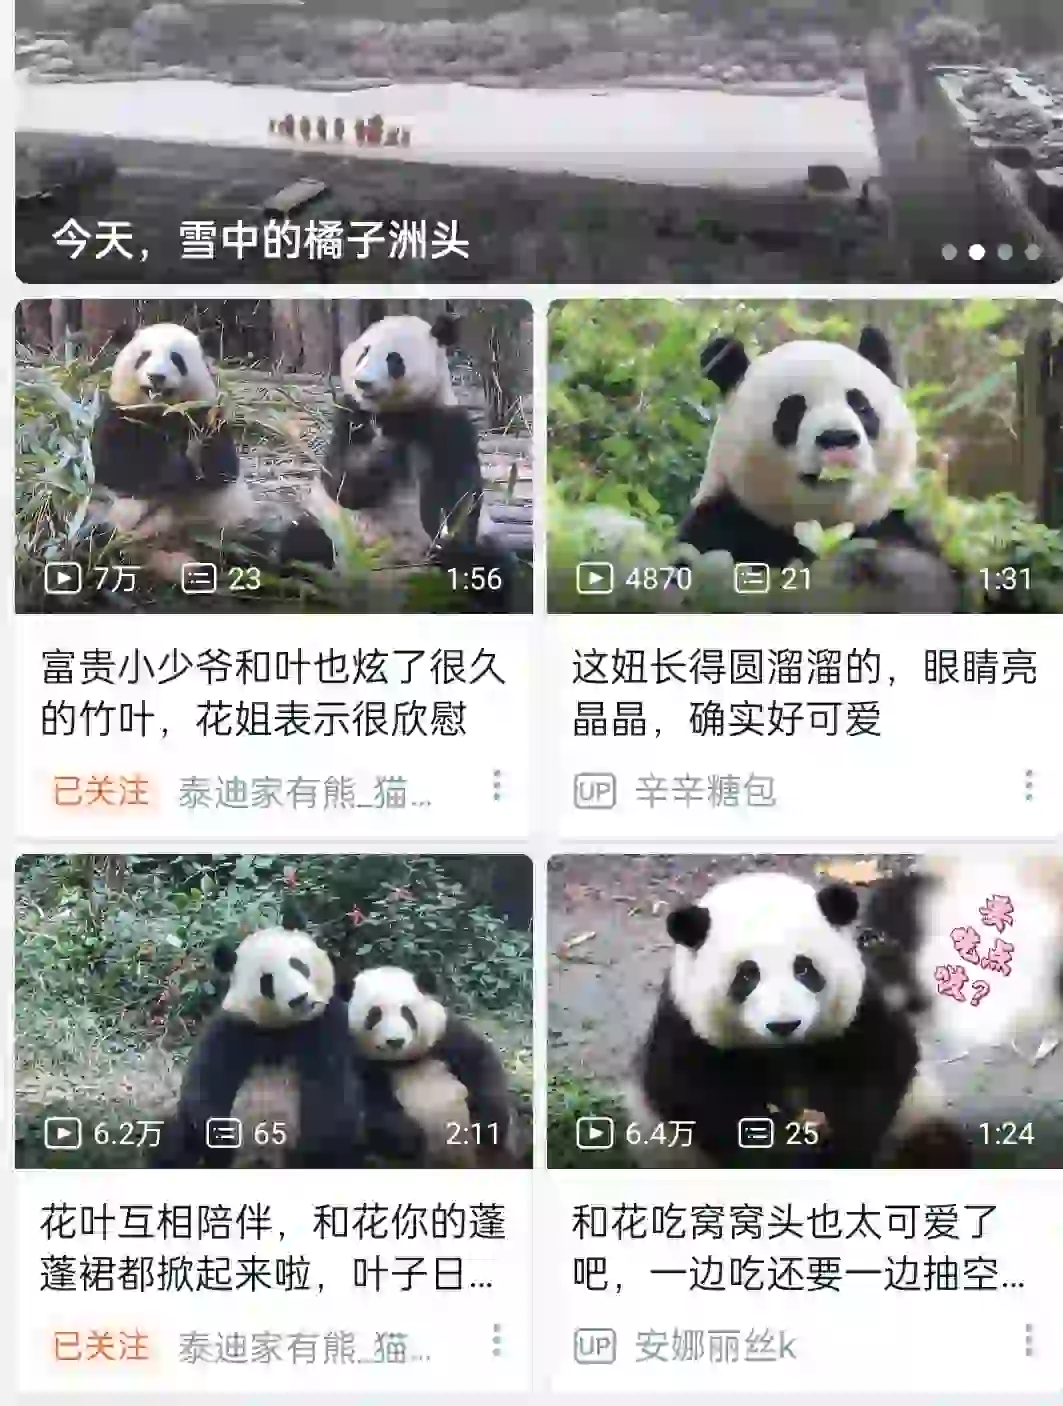 今天，雪中的橘子洲头
7万 23 1:56
富贵小少爷和叶也炫了很久
的竹叶，花姐表示很欣慰
已关注 泰迪家有熊_猫...
4870 21 1:31
这妞长得圆溜溜的，眼睛亮
晶晶，确实好可爱
UP 辛辛糖包
6.2万 65 2:11
花叶互相陪伴，和花你的蓬
蓬裙都掀起来啦，叶子日...
已关注 泰迪家有熊_猫...
来
吃点
饭?
6.4万 25 1:24
和花吃窝窝头也太可爱了
吧，一边吃还要一边抽空...
UP 安娜丽丝k